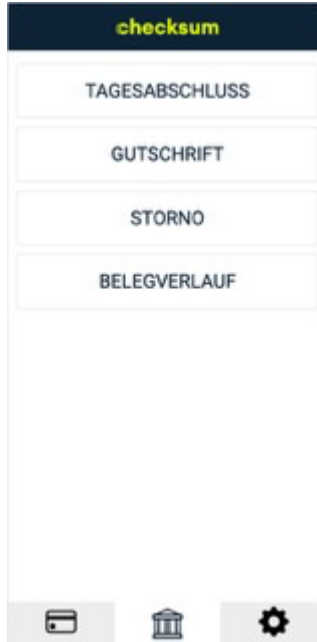 checksum
TAGESABSCHLUSS
GUTSCHRIFT
STORNO
BELEGVERLAUF